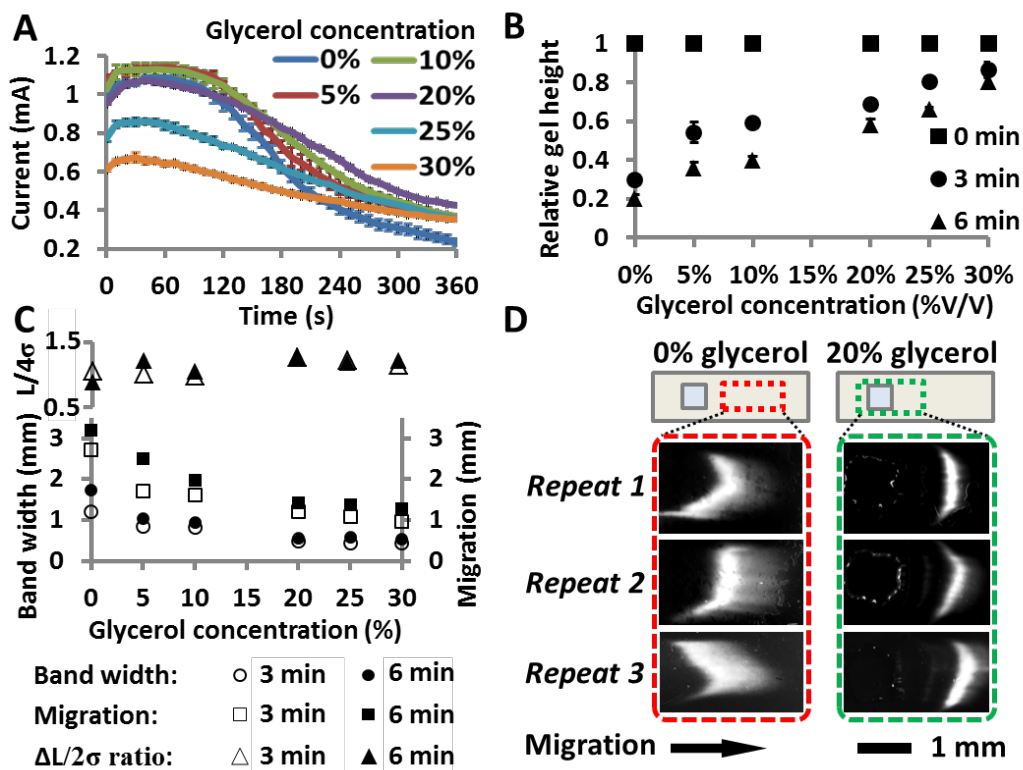 A
Glycerol concentration
0%
10%
5%
20%
25%
30%
Current (mA)
1.2
1
0.8
0.6
0.4
0.2
0 60 120 180 240 300 360
Time (s)
B
Relative gel height
1
0.8
0.6
0.4
0.2
0
0 min
3 min
6 min
0% 5% 10% 15% 20% 25% 30%
Glycerol concentration (%V/V)
C
L/4σ
1.5
0.5
Band width (mm)
3
2
1
0
Migration (mm)
3
2
1
0
0 5 10 15 20 25 30
Glycerol concentration (%)
Band width: 3 min 6 min
Migration: 3 min 6 min
ΔL/2σ ratio: 3 min 6 min
D
0% glycerol 20% glycerol
Repeat 1
Repeat 2
Repeat 3
Migration 1 mm